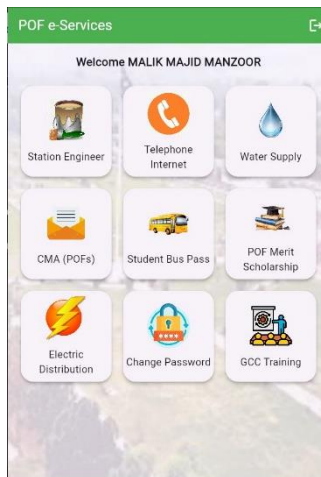 POF e-Services
Welcome MALIK MAJID MANZOOR
Station Engineer
Telephone
Internet
Water Supply
CMA (POFs)
Student Bus Pass
POF Merit
Scholarship
Electric
Distribution
Change Password
GCC Training